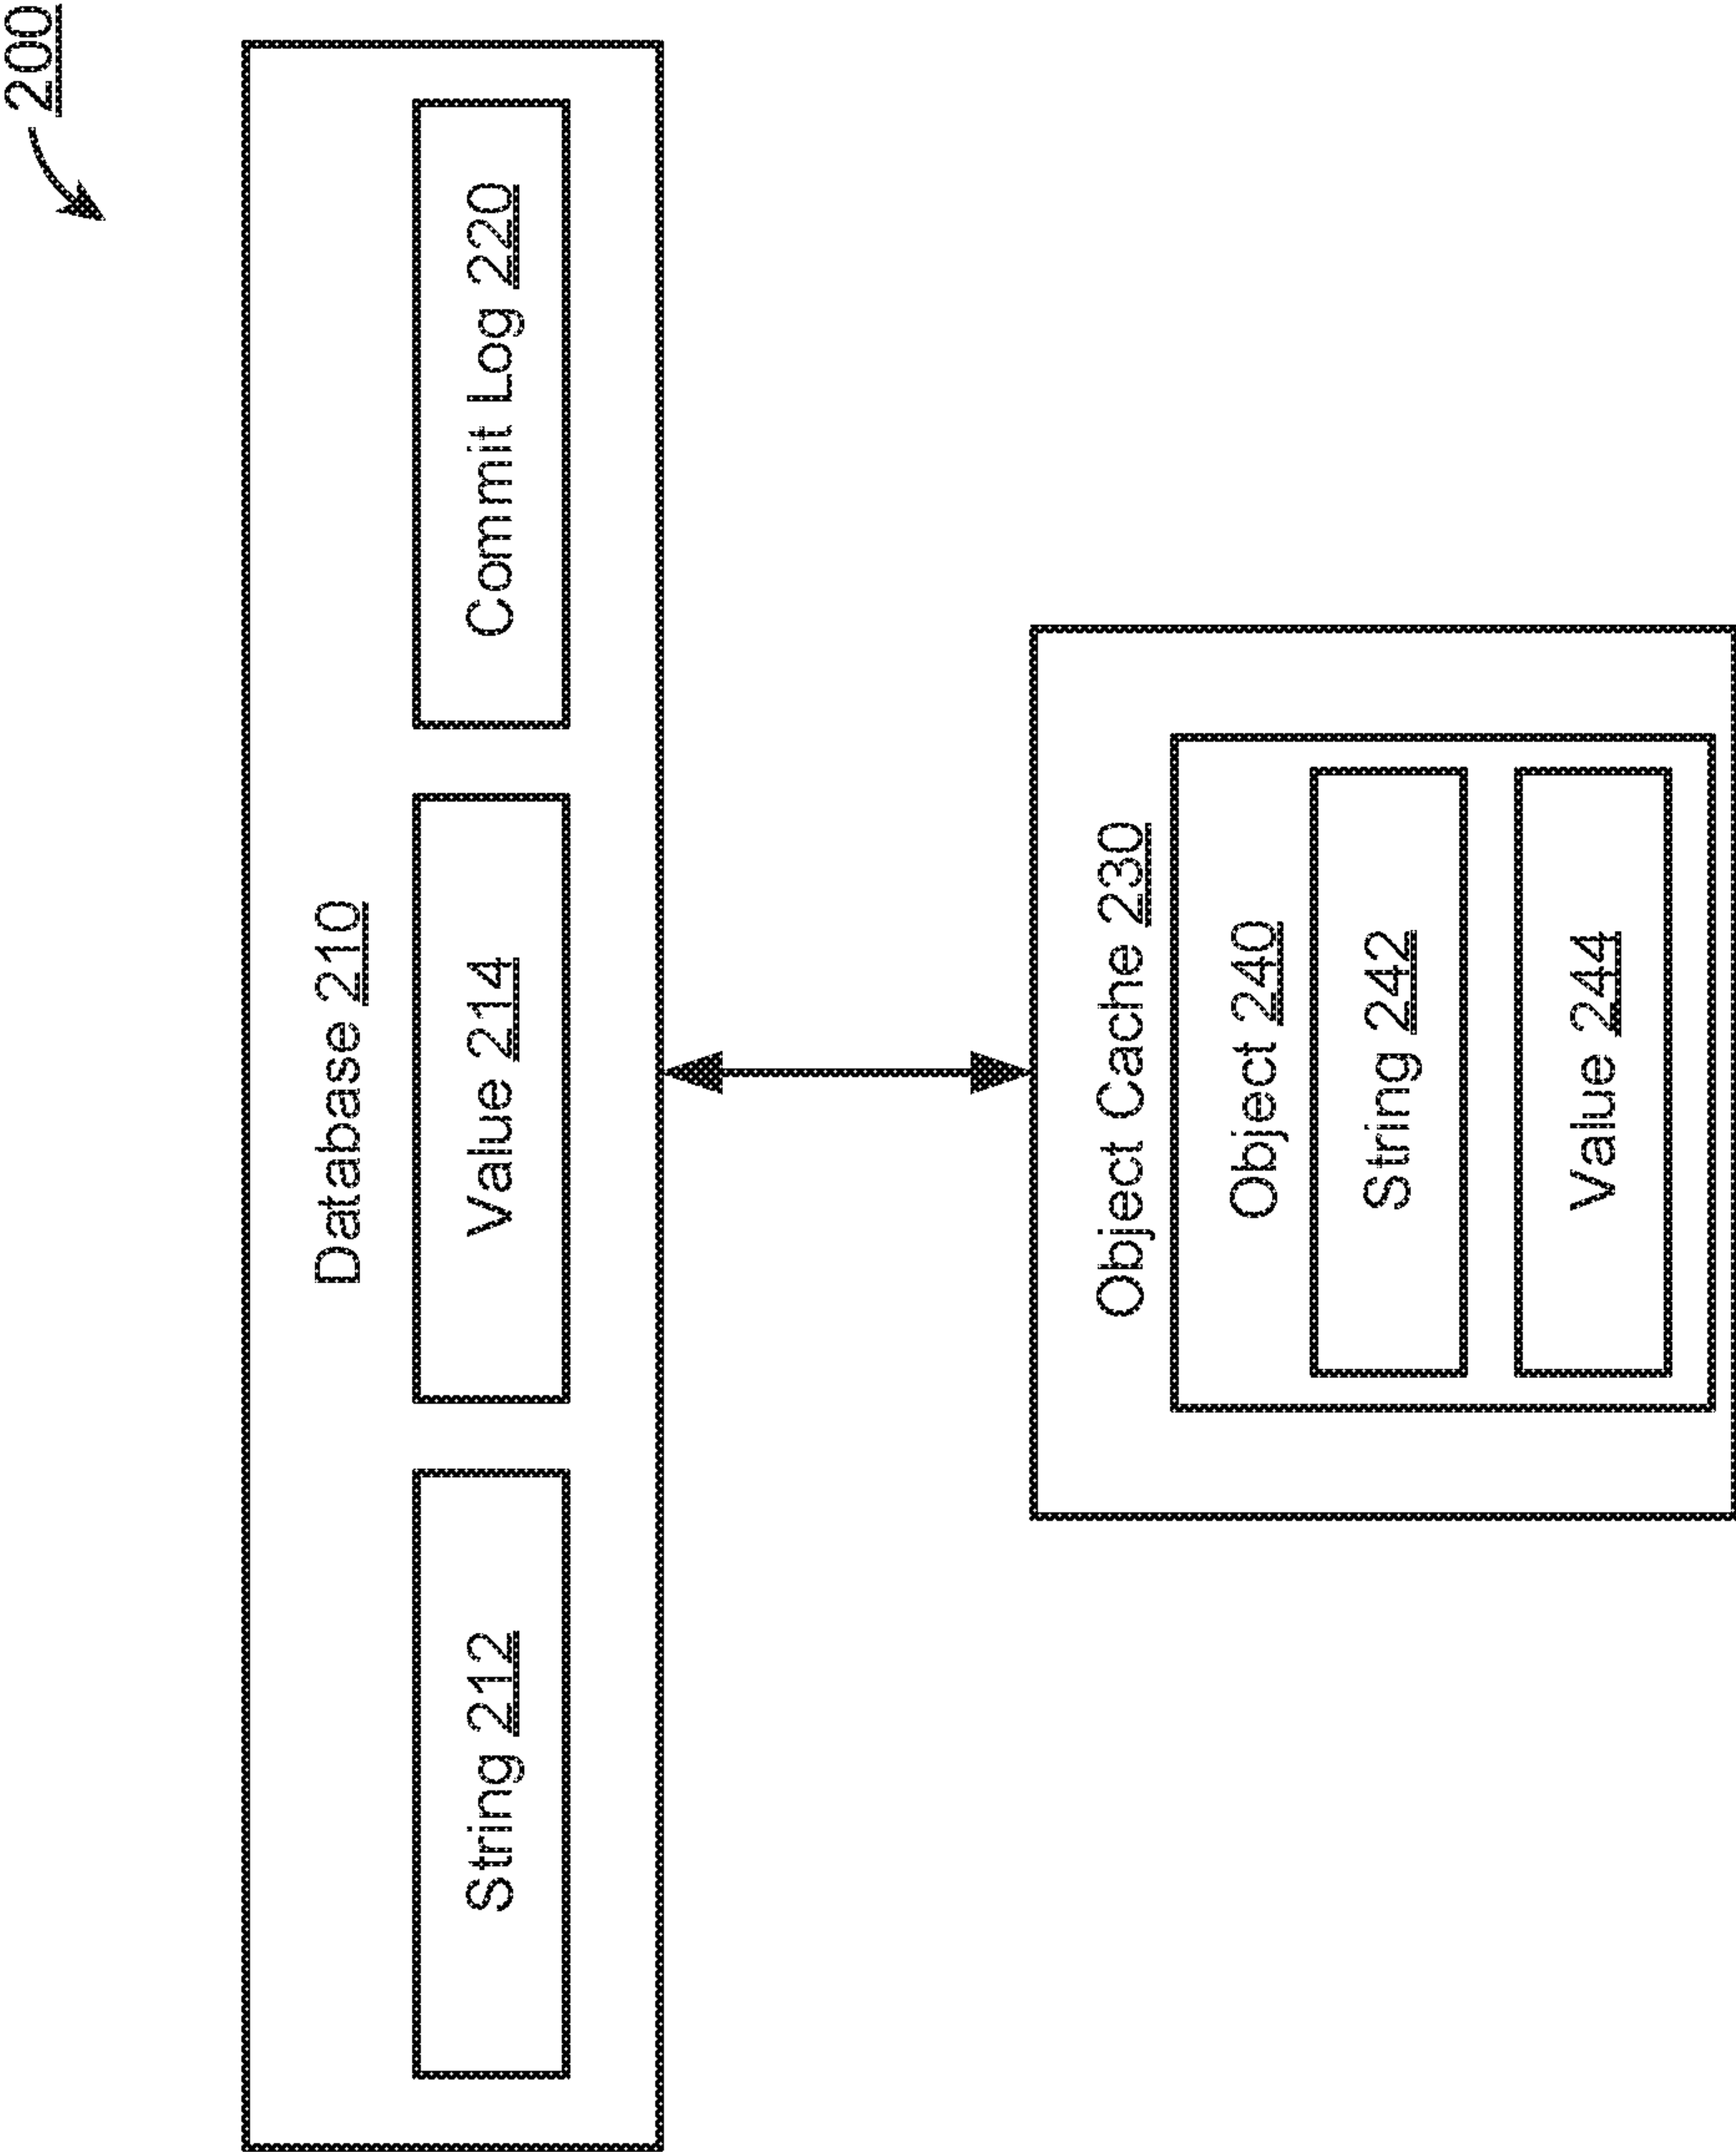 200
Database 210
String 212
Value 214
Commit Log 220
Object Cache 230
Object 240
String 242
Value 244